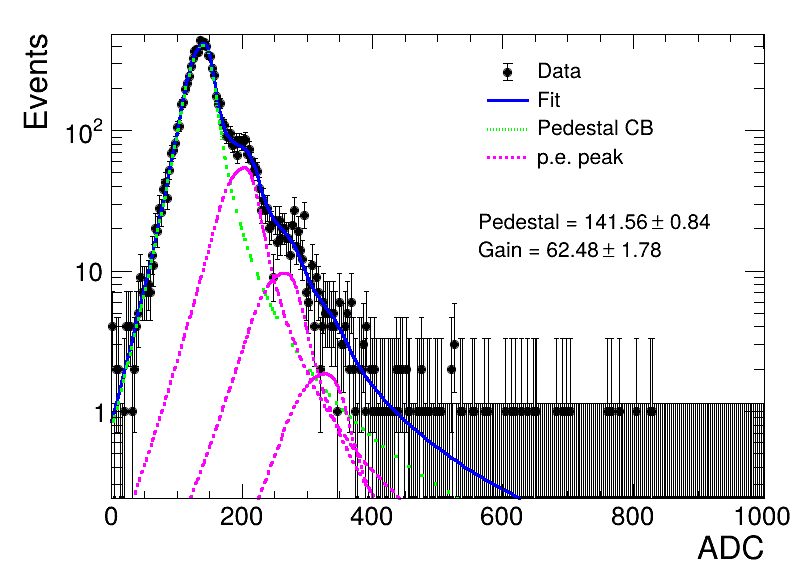 Events
10²
10
1
Data
Fit
Pedestal CB
p.e. peak
Pedestal = 141.56 ± 0.84
Gain = 62.48 ± 1.78
0 200 400 600 800 1000
ADC